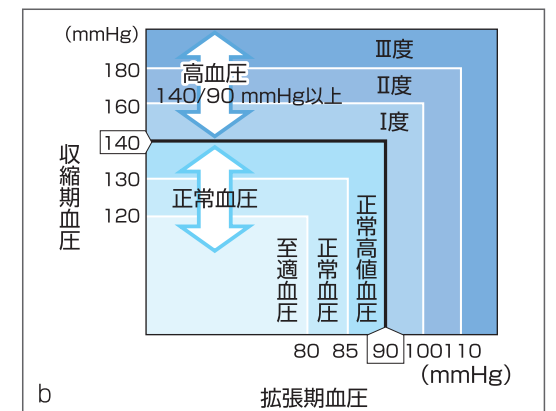 (mmHg)
180
160
140
130
120
収縮期血圧
高血圧
140/90 mmHg以上
Ⅲ度
Ⅱ度
Ⅰ度
正常血圧
至適血圧
正常血圧
正常高値血圧
80 85 90 100 110
(mmHg)
拡張期血圧
b